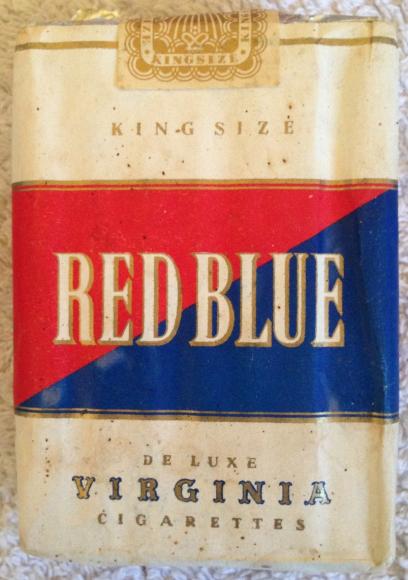 KINGSIZE
KING SIZE
RED BLUE
DE LUXE
VIRGINIA
CIGARETTES